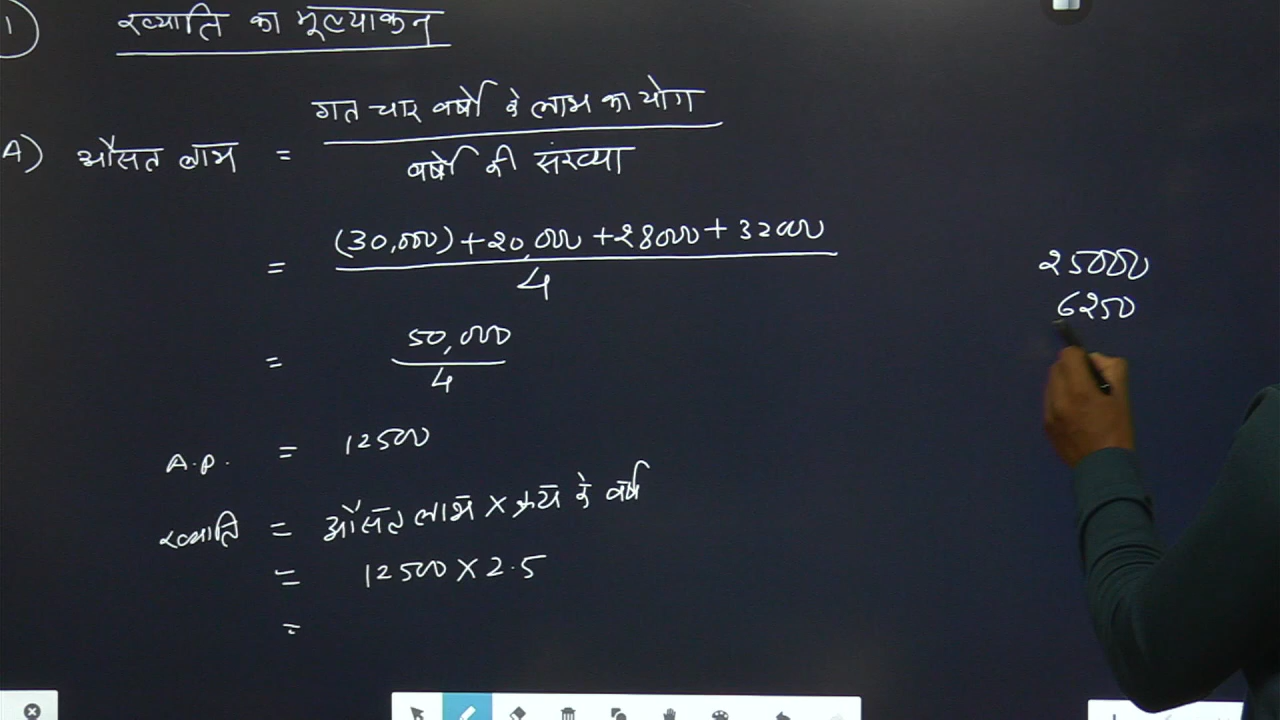 1) ख्याति का मूल्याकन
गत चार वर्षो के लाभ का योग
A) औसत लाभ = वर्षो की संख्या
= (30,000) + 20,000 + 28000 + 32000
4
= 50,000
4
A.P. = 12500
ख्याति = औसत लाभ × क्रय के वर्ष
= 12500 × 2.5
=
25000
6250